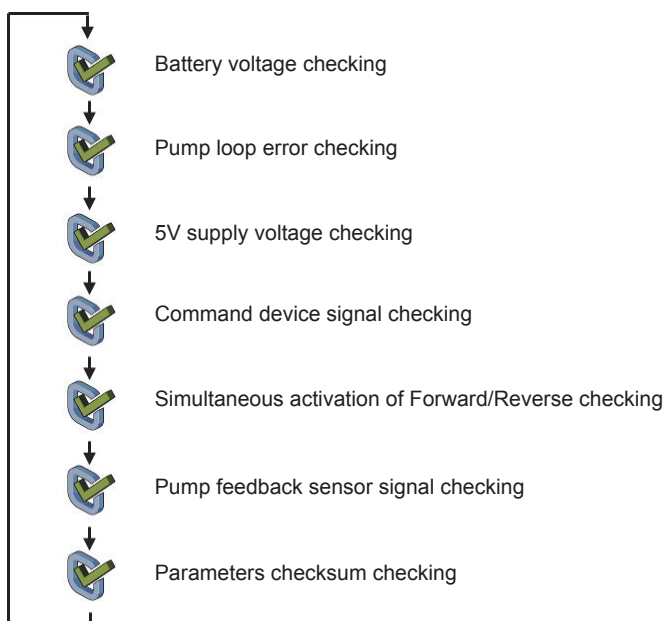 Battery voltage checking
Pump loop error checking
5V supply voltage checking
Command device signal checking
Simultaneous activation of Forward/Reverse checking
Pump feedback sensor signal checking
Parameters checksum checking